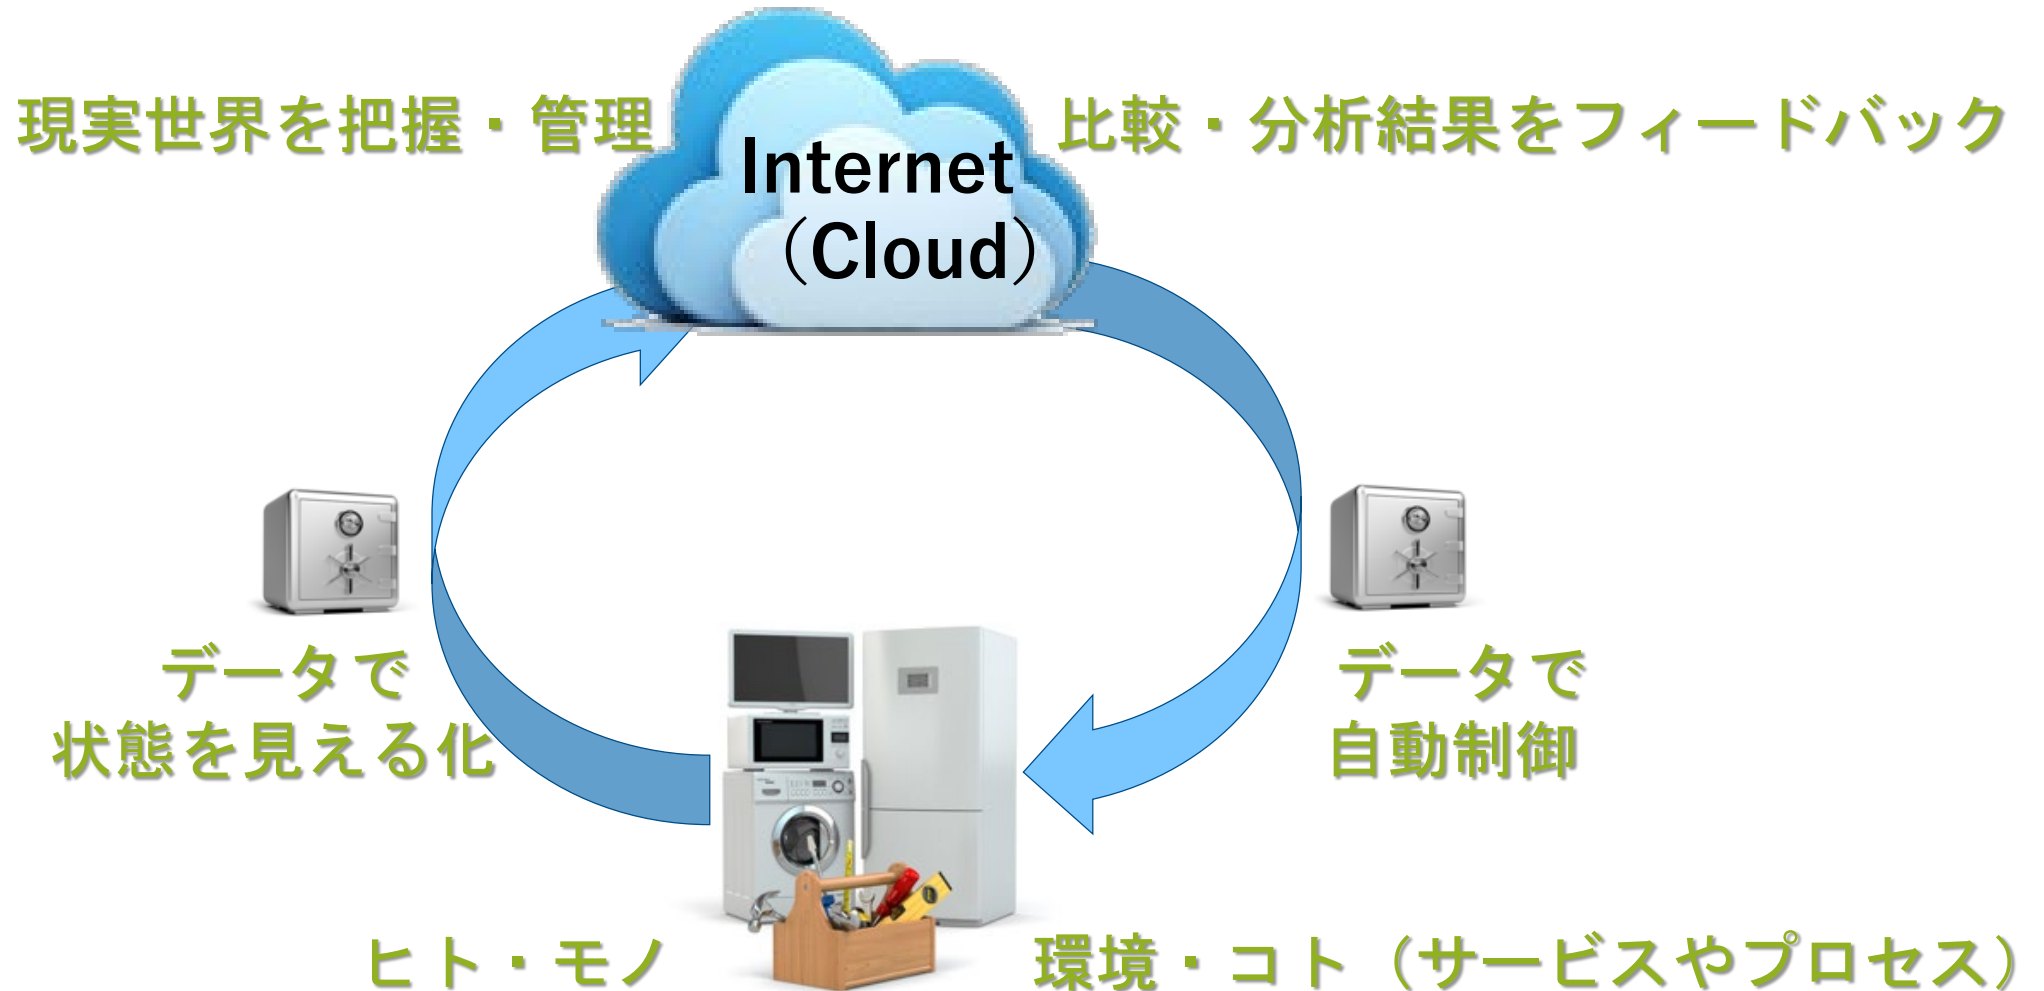 現実世界を把握・管理
Internet
（Cloud）
比較・分析結果をフィードバック
データで
状態を見える化
データで
自動制御
ヒト・モノ
環境・コト（サービスやプロセス）